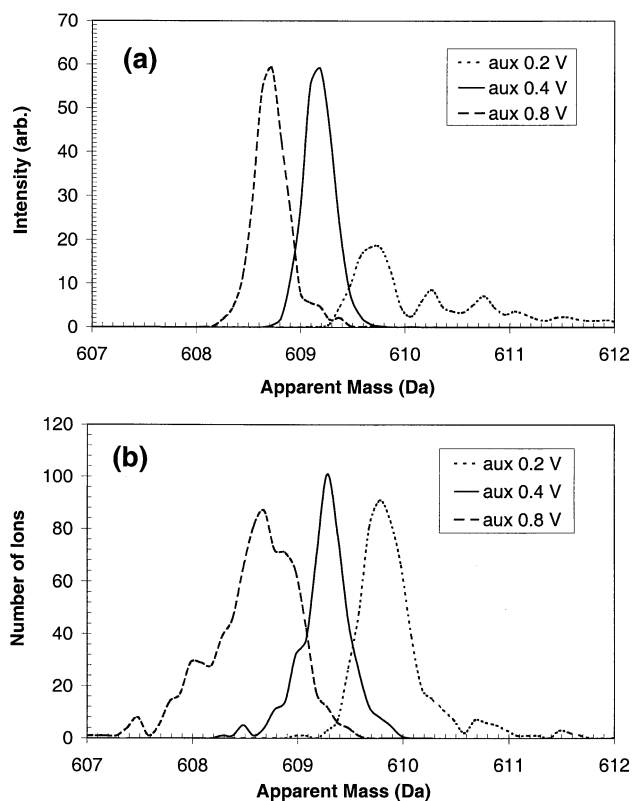 70
60
50
40
30
20
10
0
Intensity (arb.)
(a)
aux 0.2 V
aux 0.4 V
aux 0.8 V
607 608 609 610 611 612
Apparent Mass (Da)
120
100
80
60
40
20
0
Number of Ions
(b)
aux 0.2 V
aux 0.4 V
aux 0.8 V
607 608 609 610 611 612
Apparent Mass (Da)